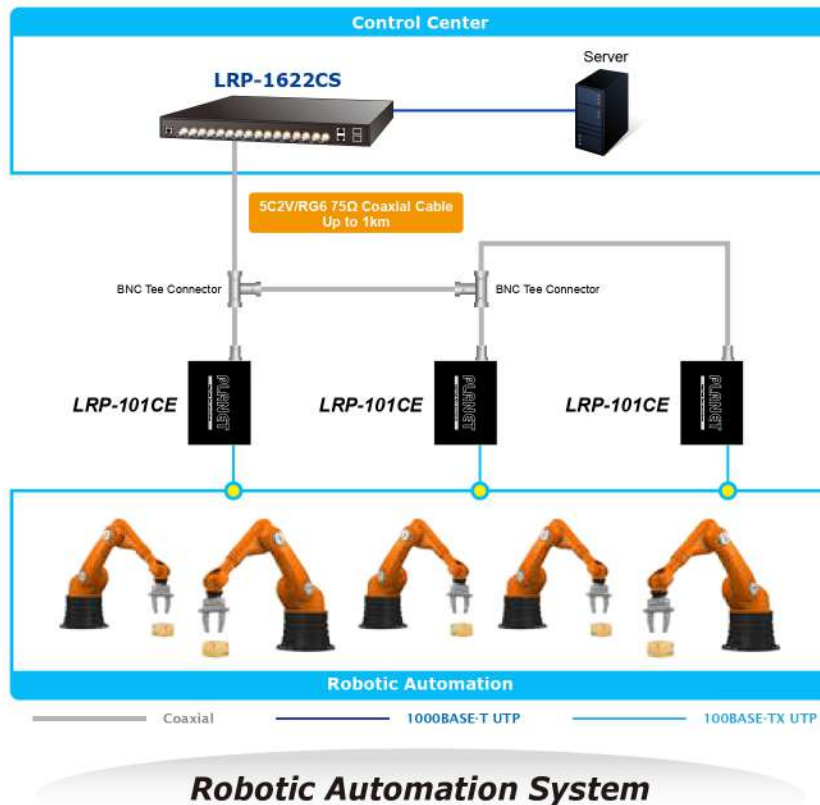 Control Center
Server
LRP-1622CS
5C2V/RG6 75Ω Coaxial Cable
Up to 1km
BNC Tee Connector
BNC Tee Connector
LRP-101CE
PLANET
LRP-101CE
PLANET
LRP-101CE
PLANET
Robotic Automation
Coaxial
1000BASE-T UTP
100BASE-TX UTP
Robotic Automation System